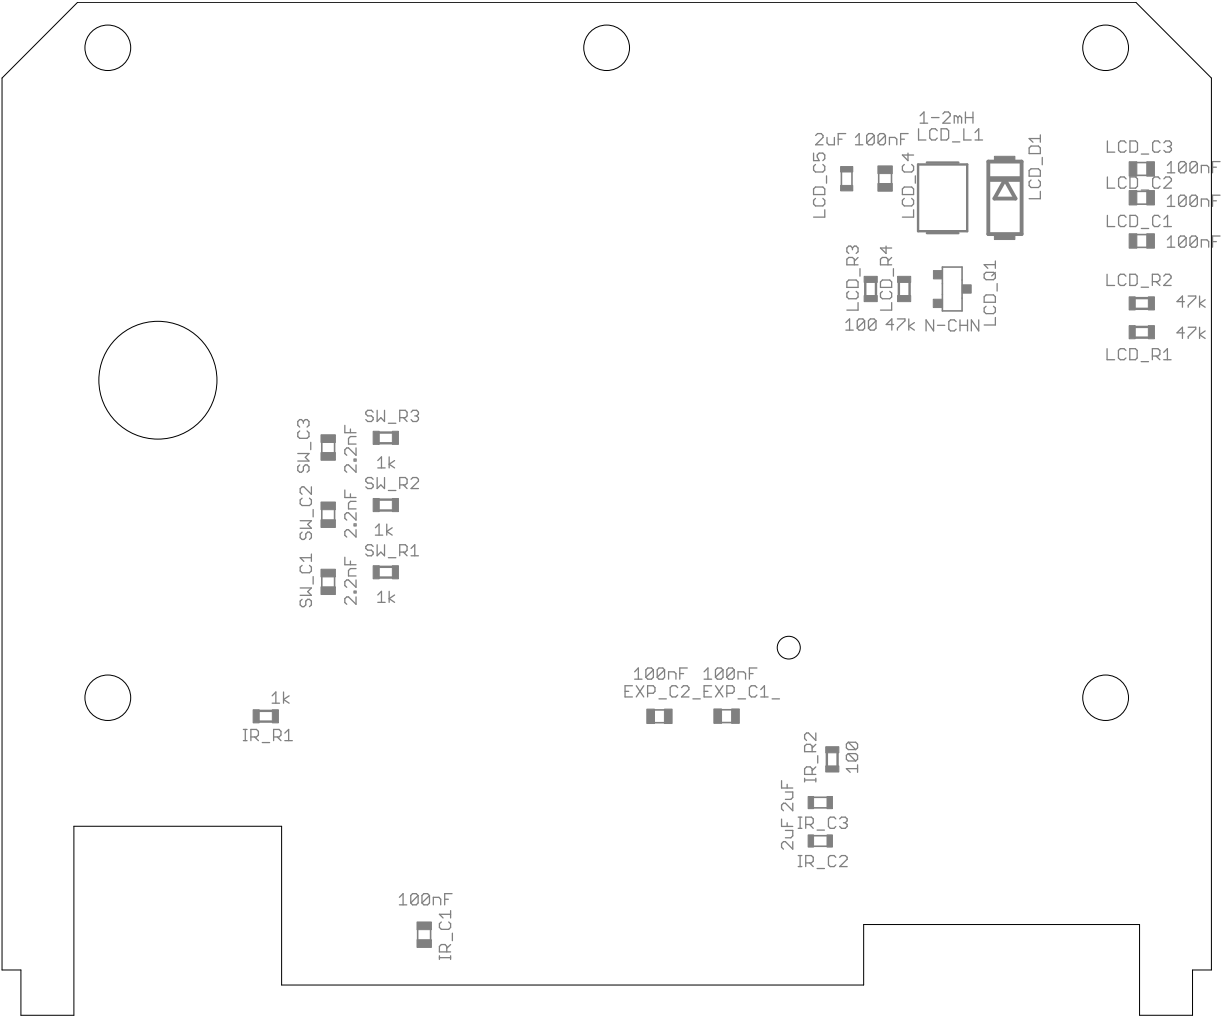 1-2mH
LCD_L1
2uF
100nF
LCD_C5
LCD_C4
LCD_D1
LCD_C3
100nF
LCD_C2
100nF
LCD_C1
100nF
LCD_R3
LCD_R4
LCD_Q1
100
47k
N-CHN
LCD_R2
47k
47k
LCD_R1
SW_R3
SW_C3
2.2nF
1k
SW_R2
SW_C2
2.2nF
1k
SW_R1
SW_C1
2.2nF
1k
100nF
100nF
EXP_C2_
EXP_C1_
1k
IR_R1
IR_R2
100
2uF
IR_C3
2uF
IR_C2
100nF
IR_C1